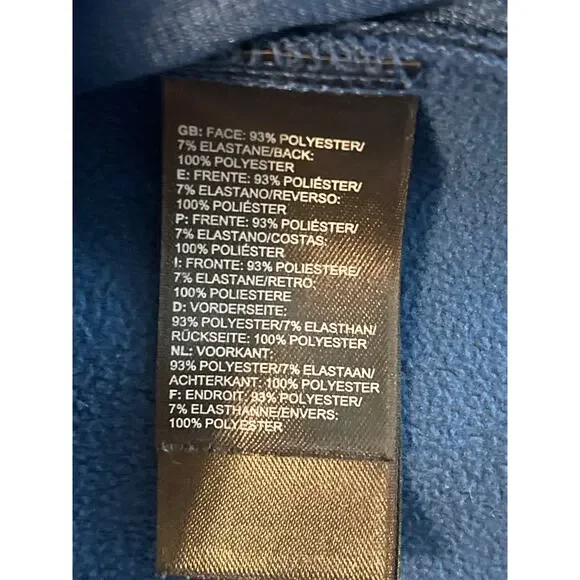 GB: FACE: 93% POLYESTER/
7% ELASTANE/BACK:
100% POLYESTER
E: FRENTE: 93% POLIÉSTER/
7% ELASTANO/REVERSO:
100% POLIÉSTER
P: FRENTE: 93% POLIÉSTER/
7% ELASTANO/COSTAS:
100% POLIÉSTER
I: FRONTE: 93% POLIESTERE/
7% ELASTANE/RETRO:
100% POLIESTERE
D: VORDERSEITE:
93% POLYESTER/7% ELASTHAN/
RÜCKSEITE: 100% POLYESTER
NL: VOORKANT:
93% POLYESTER/7% ELASTAAN/
ACHTERKANT: 100% POLYESTER
F: ENDROIT: 93% POLYESTER/
7% ELASTHANNE/ENVERS:
100% POLYESTER